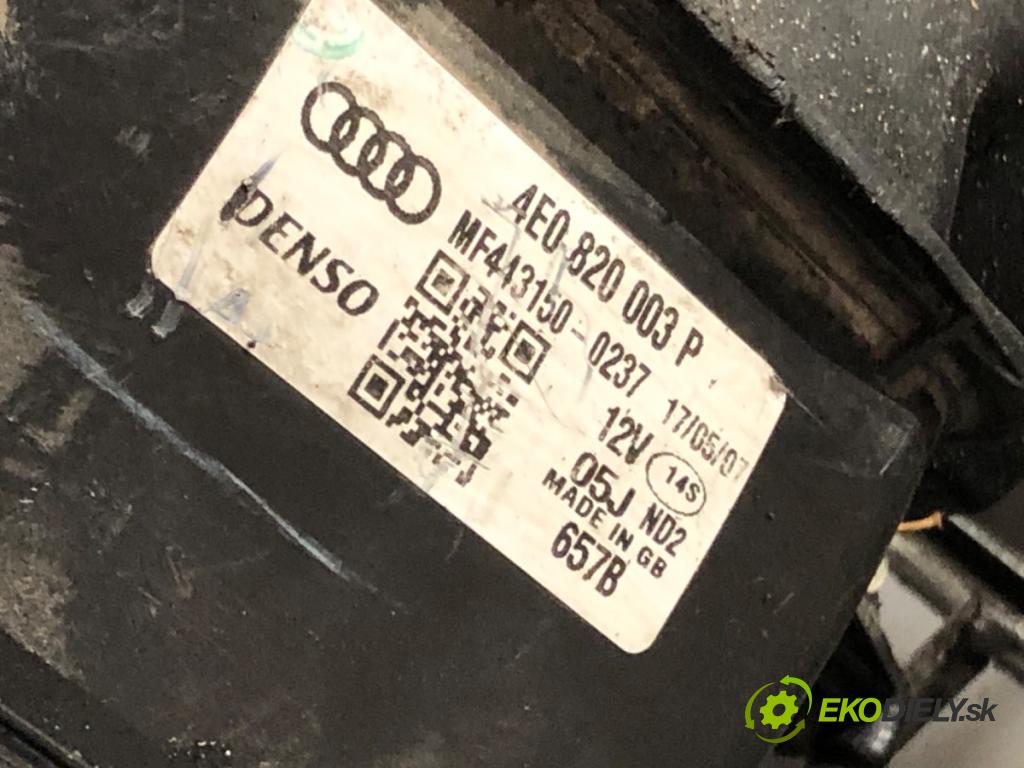 4E0 820 003 P
MF443150-0237 17/05/07
DENSO
12V 14S
05J ND2
MADE IN GB
657B
EKODIELY.sk